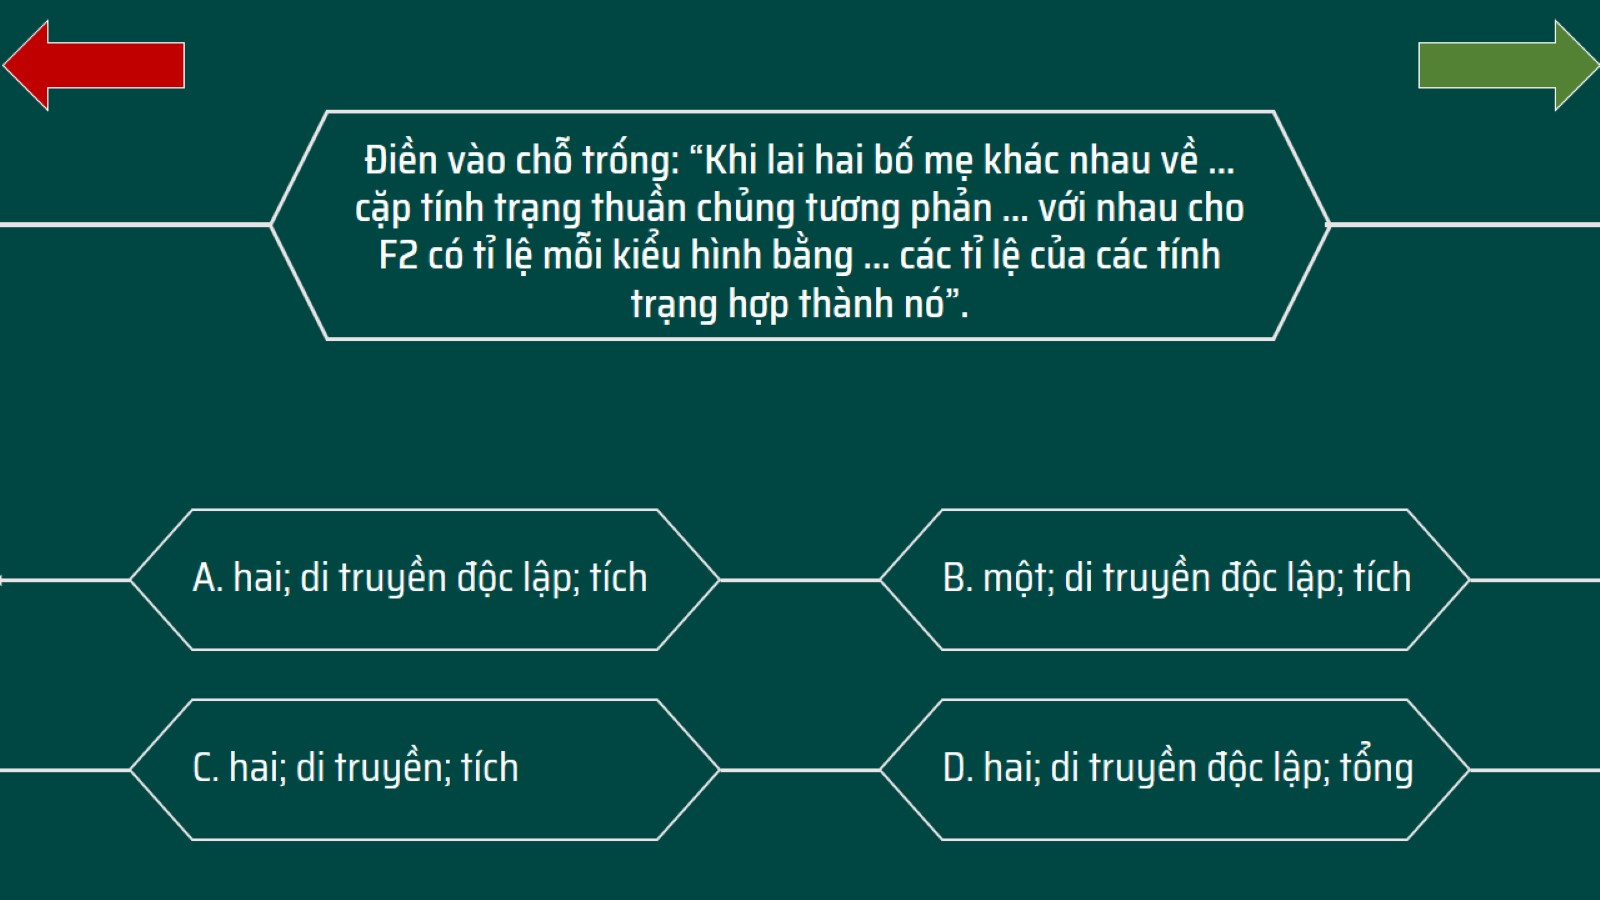 Điền vào chỗ trống: “Khi lai hai bố mẹ khác nhau về ...
cặp tính trạng thuần chủng tương phản ... với nhau cho
F2 có tỉ lệ mỗi kiểu hình bằng ... các tỉ lệ của các tính
trạng hợp thành nó”.
A. hai; di truyền độc lập; tích
B. một; di truyền độc lập; tích
C. hai; di truyền; tích
D. hai; di truyền độc lập; tổng